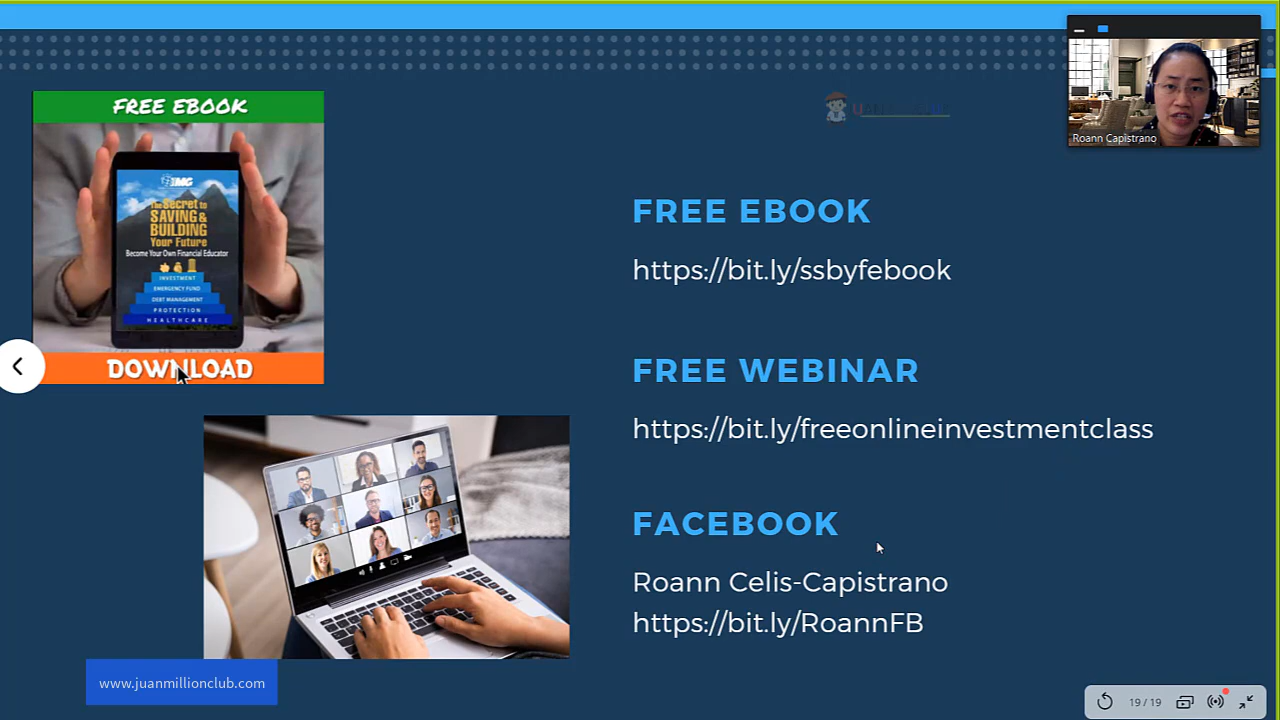 FREE EBOOK
IMG
The Secret to
SAVING &
BUILDING
Your Future
Become Your Own Financial Educator
INVESTMENT
EMERGENCY FUND
DEBT MANAGEMENT
PROTECTION
HEALTHCARE
DOWNLOAD
Roann Capistrano
FREE EBOOK
https://bit.ly/ssbyfebook
FREE WEBINAR
https://bit.ly/freeonlineinvestmentclass
FACEBOOK
Roann Celis-Capistrano
https://bit.ly/RoannFB
www.juanmillionclub.com
19 / 19